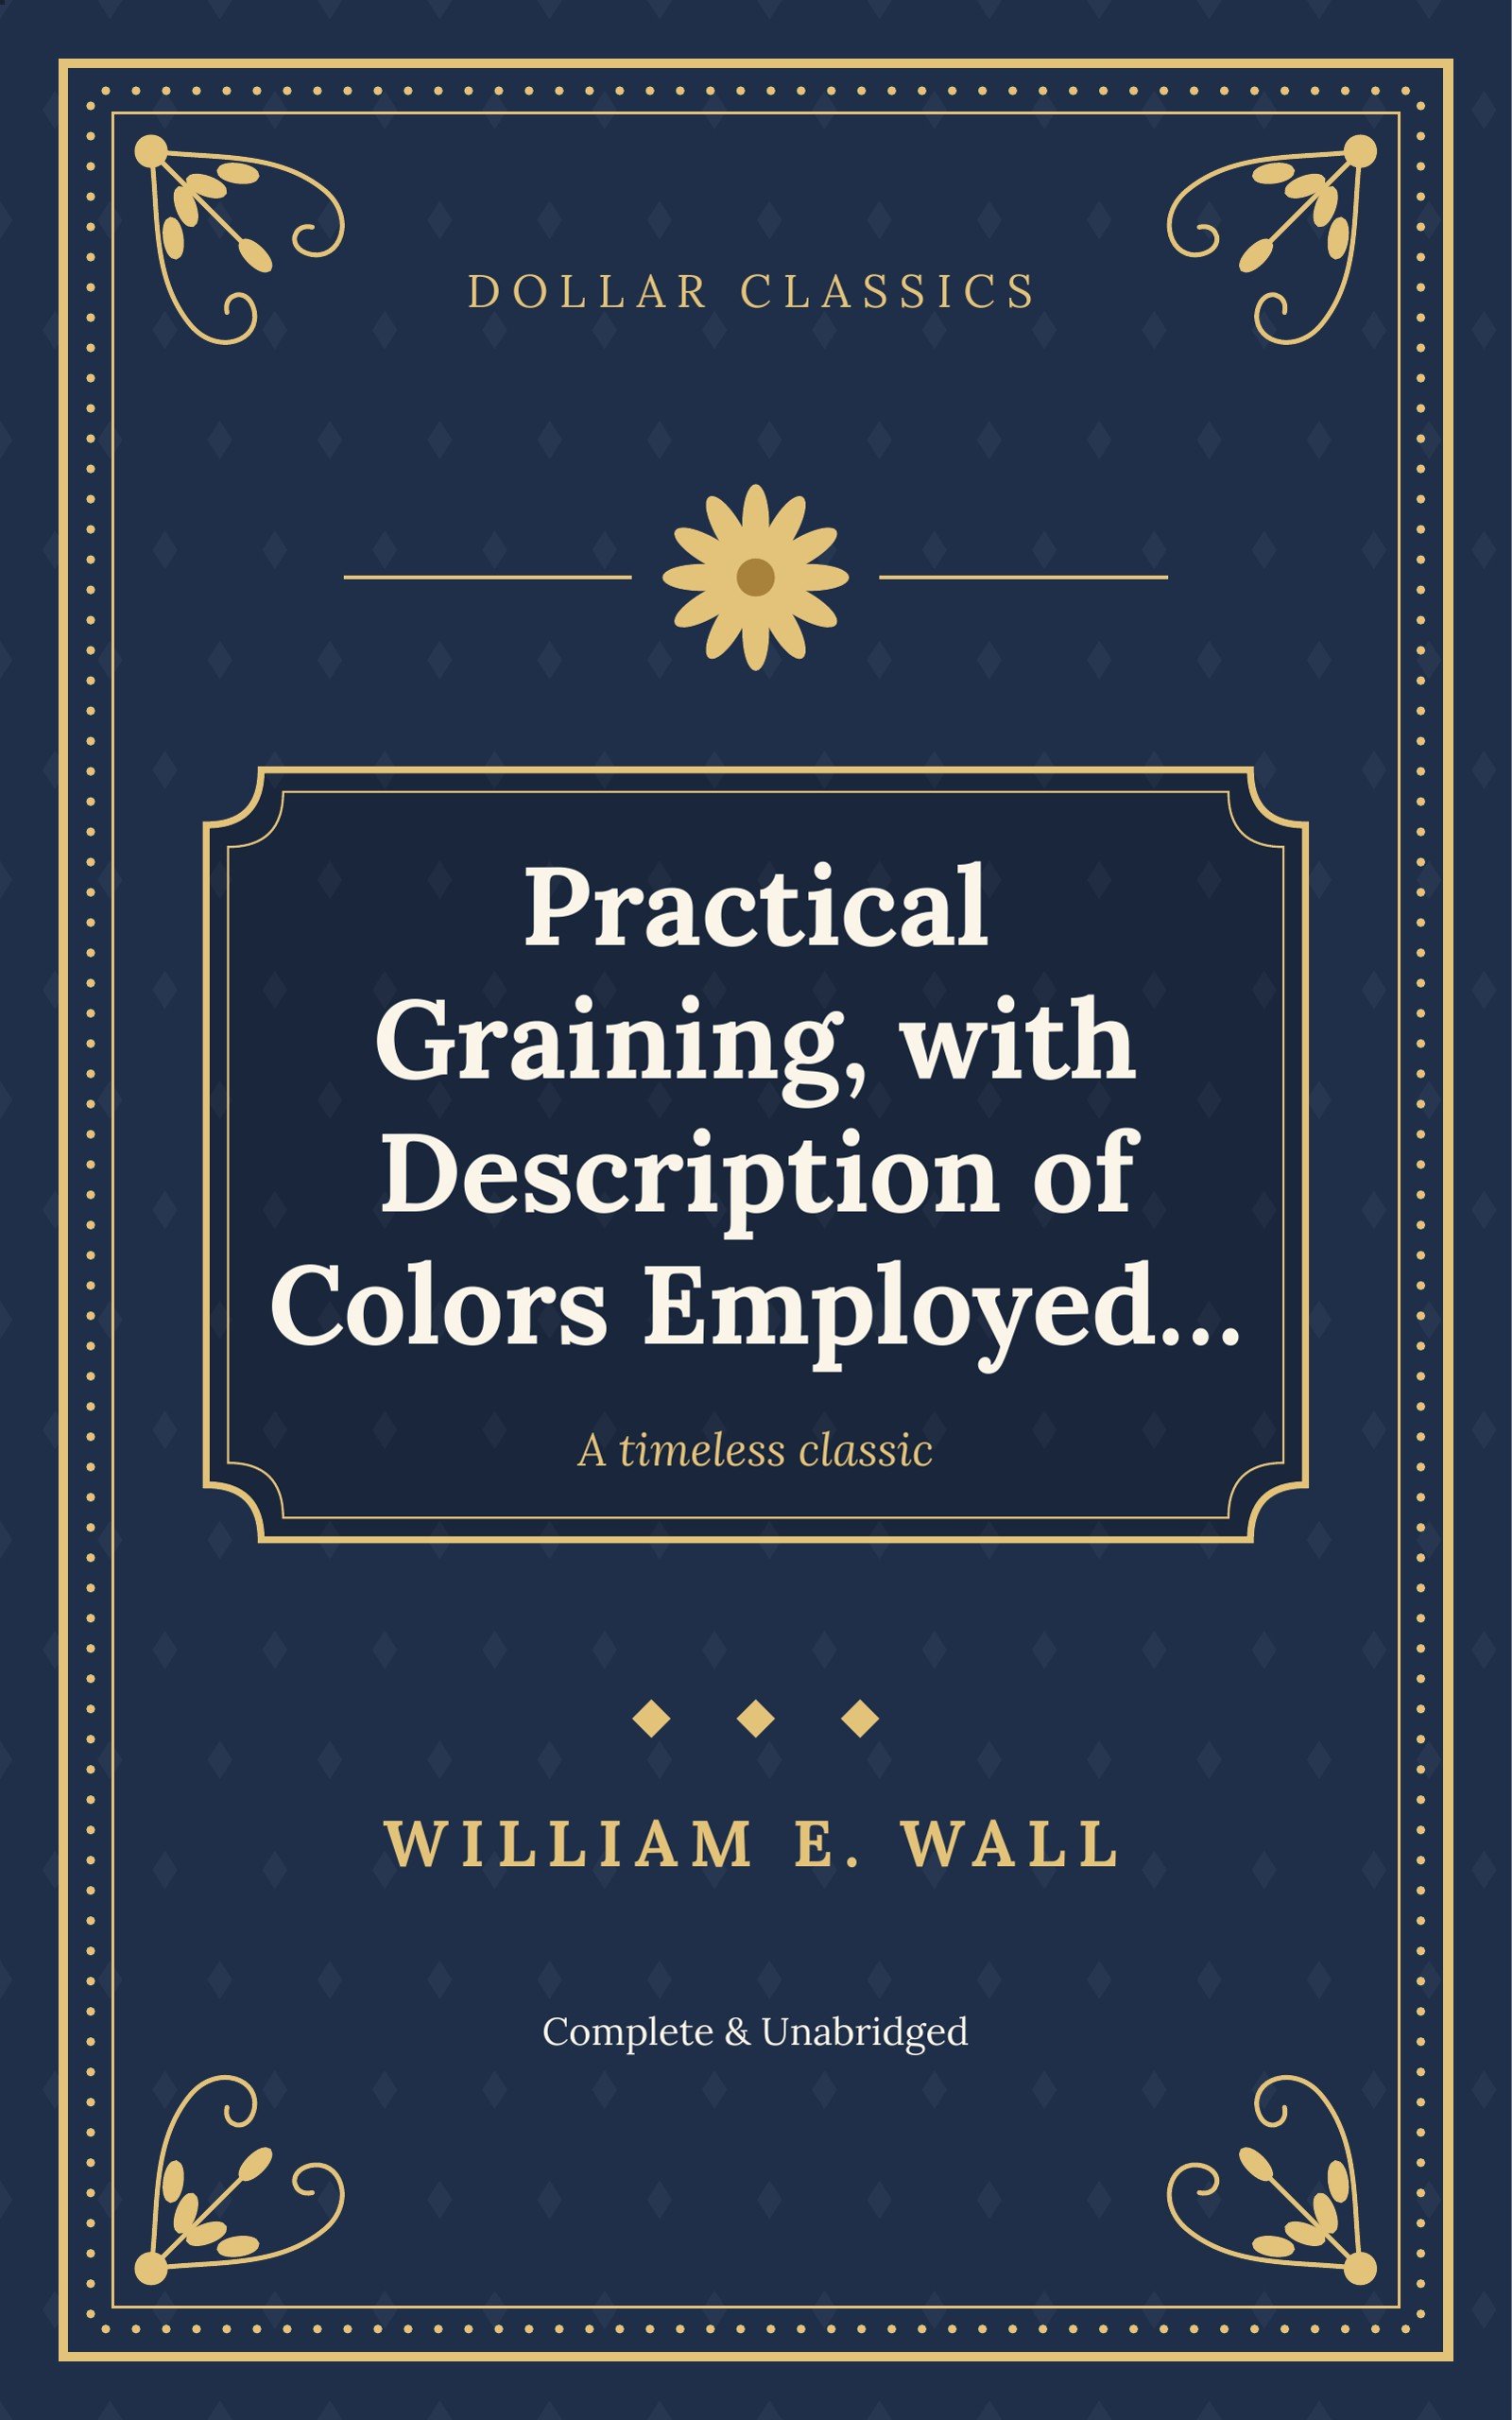 DOLLAR CLASSICS
Practical
Graining, with
Description of
Colors Employed...
A timeless classic
WILLIAM E. WALL
Complete & Unabridged